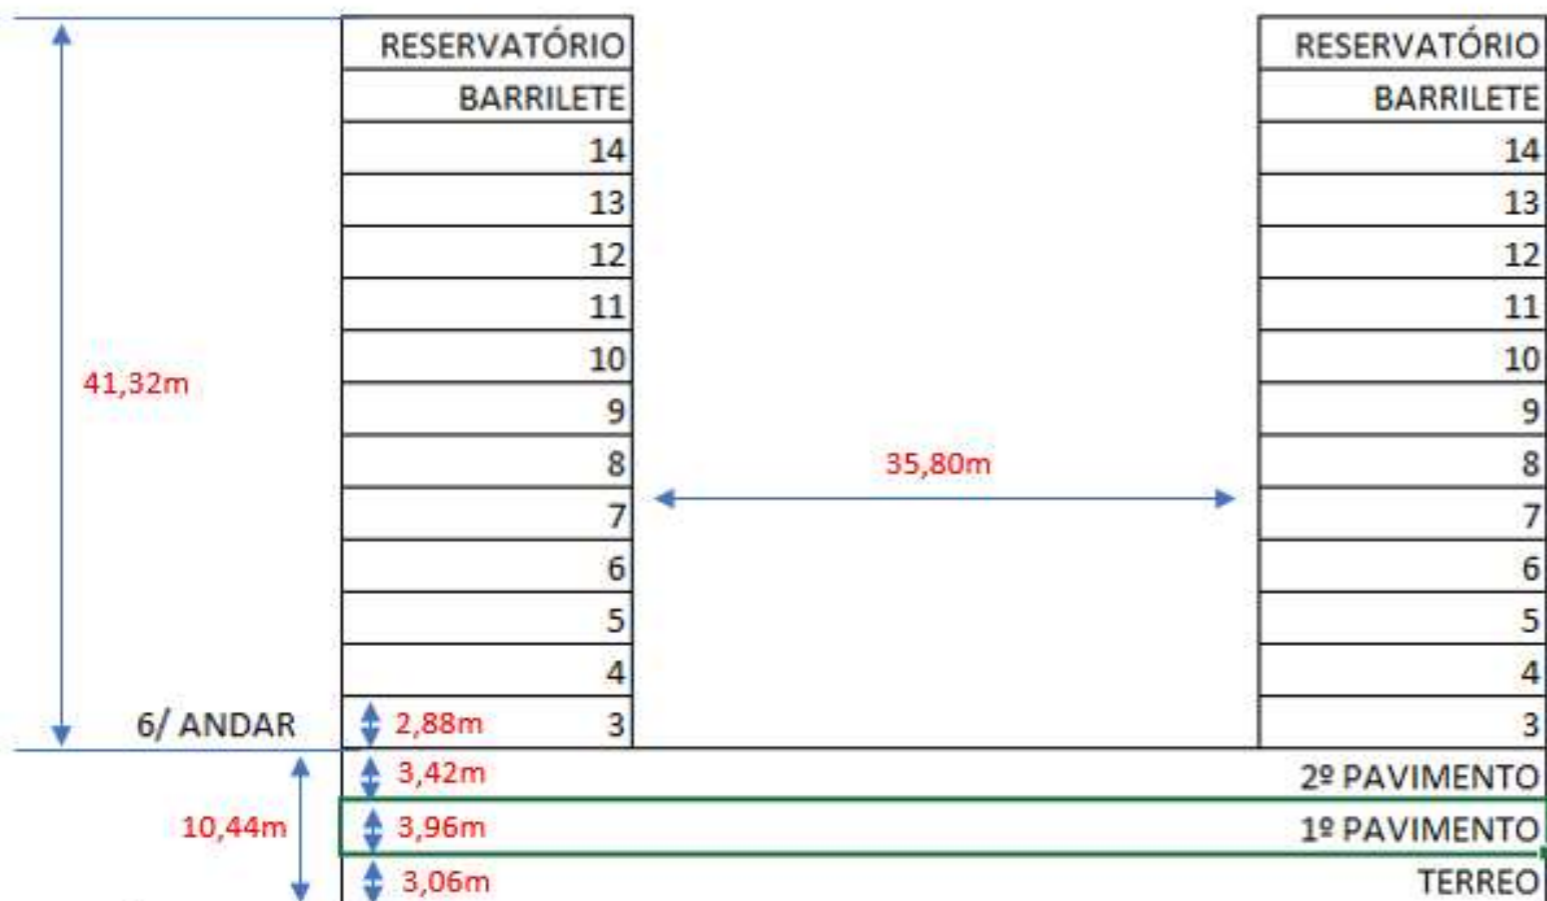 RESERVATÓRIO RESERVATÓRIO
BARRILETE BARRILETE
14 14
13 13
12 12
11 11
10 10
41,32m
9 9
8 8
35,80m
7 7
6 6
5 5
4 4
6/ ANDAR 2,88m 3 3
3,42m 2º PAVIMENTO
10,44m 3,96m 1º PAVIMENTO
3,06m TERREO